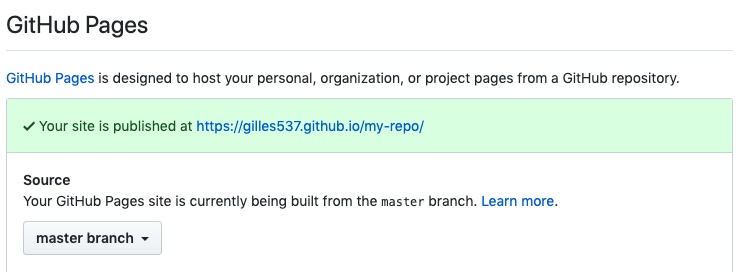 GitHub Pages
GitHub Pages is designed to host your personal, organization, or project pages from a GitHub repository.
Your site is published at https://gilles537.github.io/my-repo/
Source
Your GitHub Pages site is currently being built from the master branch. Learn more.
master branch